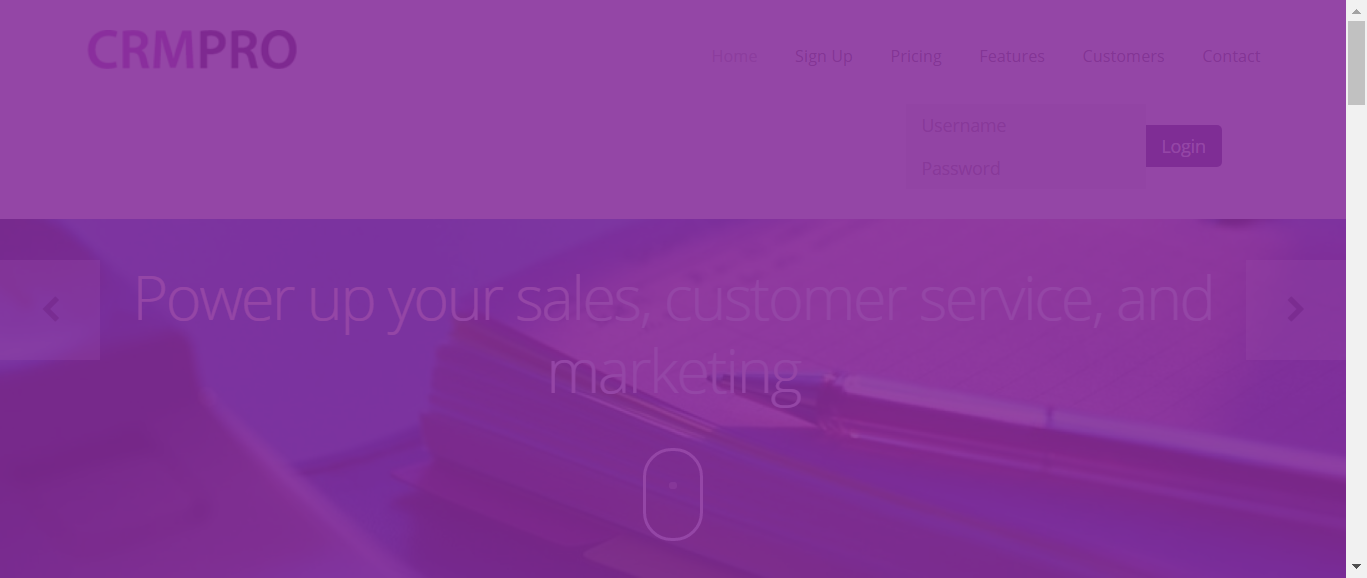 CRMPRO
Home Sign Up Pricing Features Customers Contact
Username
Login
Password
Power up your sales, customer service, and
marketing